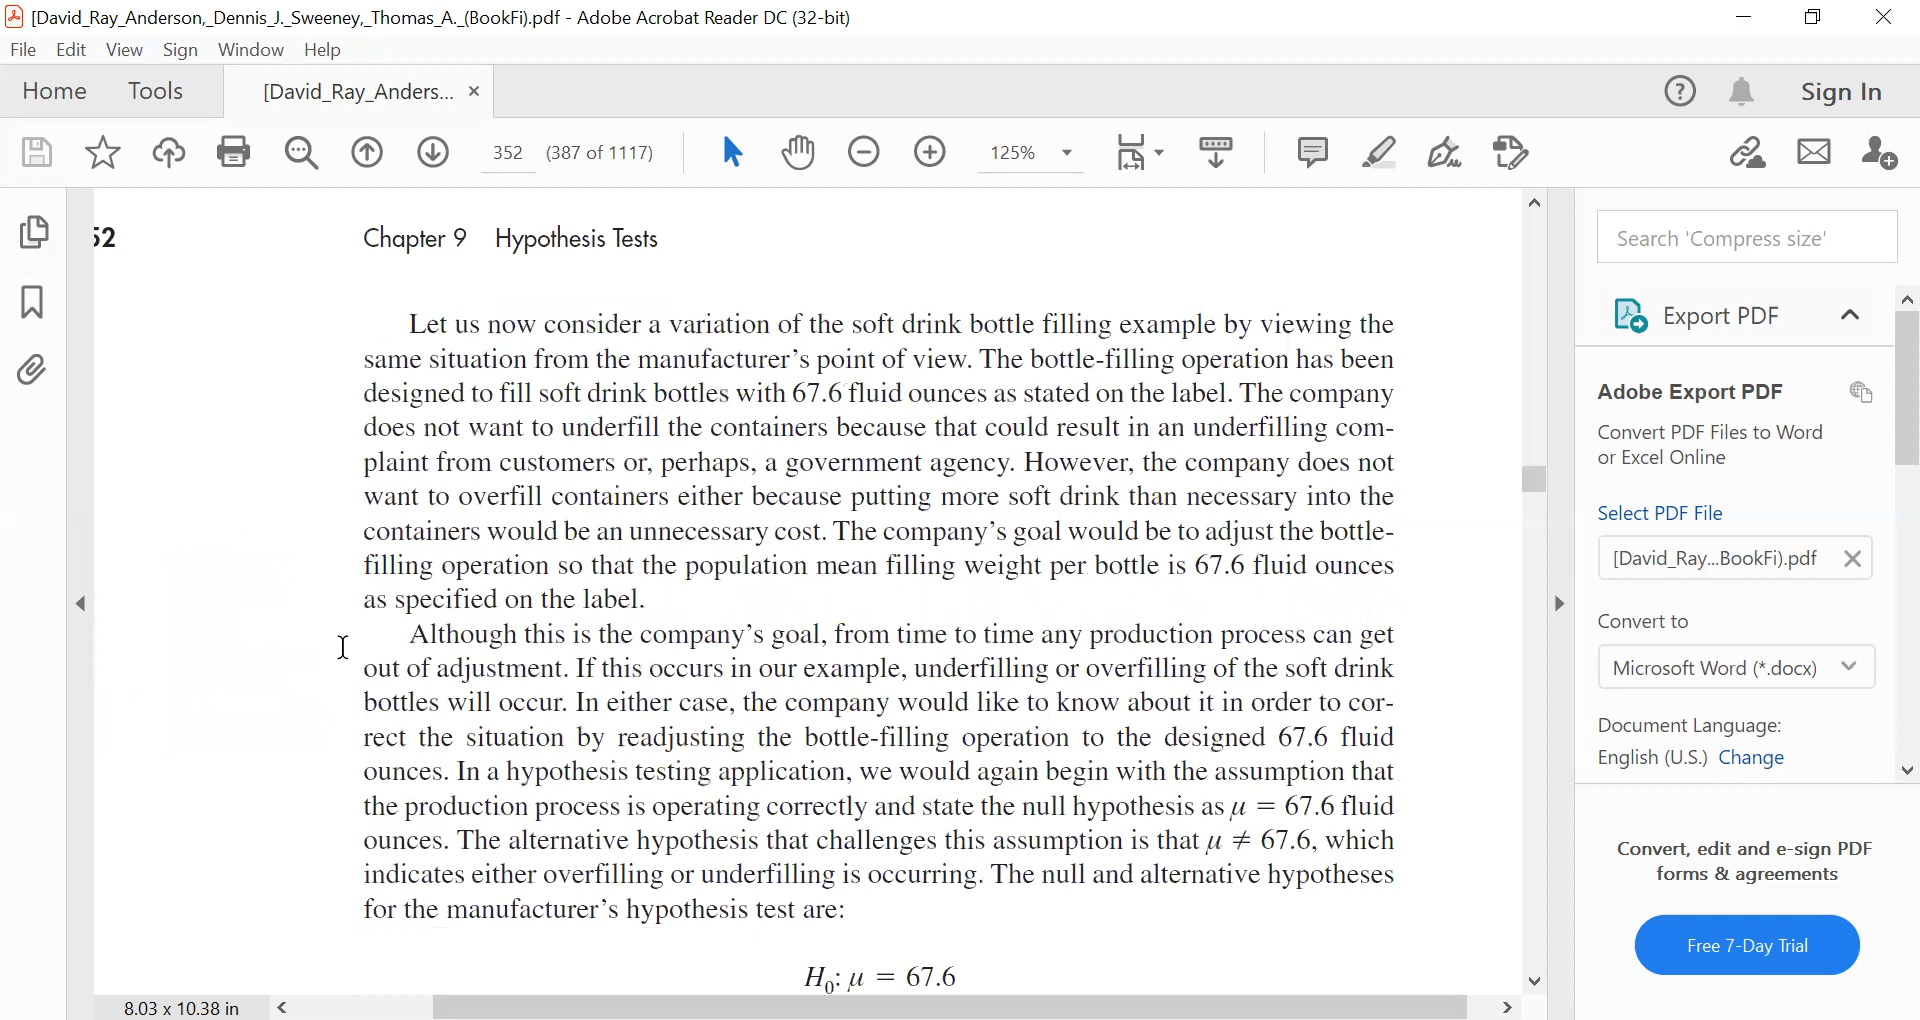 [David_Ray_Anderson,_Dennis_J._Sweeney,_Thomas_A._(BookFi).pdf - Adobe Acrobat Reader DC (32-bit)
File Edit View Sign Window Help
Home Tools [David_Ray_Anders... × Sign In
352 (387 of 1117) 125%
52 Chapter 9 Hypothesis Tests
Let us now consider a variation of the soft drink bottle filling example by viewing the
same situation from the manufacturer's point of view. The bottle-filling operation has been
designed to fill soft drink bottles with 67.6 fluid ounces as stated on the label. The company
does not want to underfill the containers because that could result in an underfilling com-
plaint from customers or, perhaps, a government agency. However, the company does not
want to overfill containers either because putting more soft drink than necessary into the
containers would be an unnecessary cost. The company's goal would be to adjust the bottle-
filling operation so that the population mean filling weight per bottle is 67.6 fluid ounces
as specified on the label.
Although this is the company's goal, from time to time any production process can get
out of adjustment. If this occurs in our example, underfilling or overfilling of the soft drink
bottles will occur. In either case, the company would like to know about it in order to cor-
rect the situation by readjusting the bottle-filling operation to the designed 67.6 fluid
ounces. In a hypothesis testing application, we would again begin with the assumption that
the production process is operating correctly and state the null hypothesis as μ = 67.6 fluid
ounces. The alternative hypothesis that challenges this assumption is that μ ≠ 67.6, which
indicates either overfilling or underfilling is occurring. The null and alternative hypotheses
for the manufacturer's hypothesis test are:
H₀: μ = 67.6
8.03 x 10.38 in
Search 'Compress size'
Export PDF
Adobe Export PDF
Convert PDF Files to Word
or Excel Online
Select PDF File
[David_Ray...BookFi).pdf
Convert to
Microsoft Word (*.docx)
Document Language:
English (U.S.) Change
Convert, edit and e-sign PDF
forms & agreements
Free 7-Day Trial